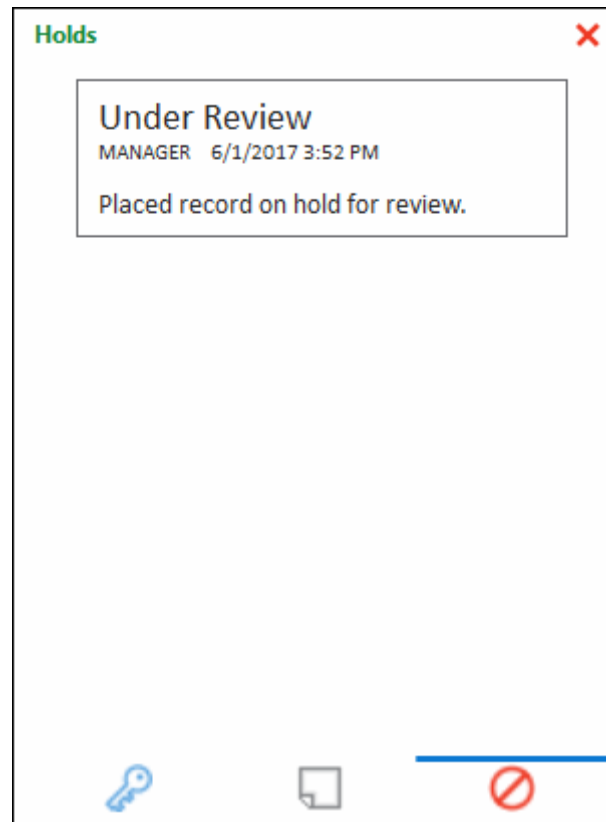 Holds
Under Review
MANAGER 6/1/2017 3:52 PM
Placed record on hold for review.